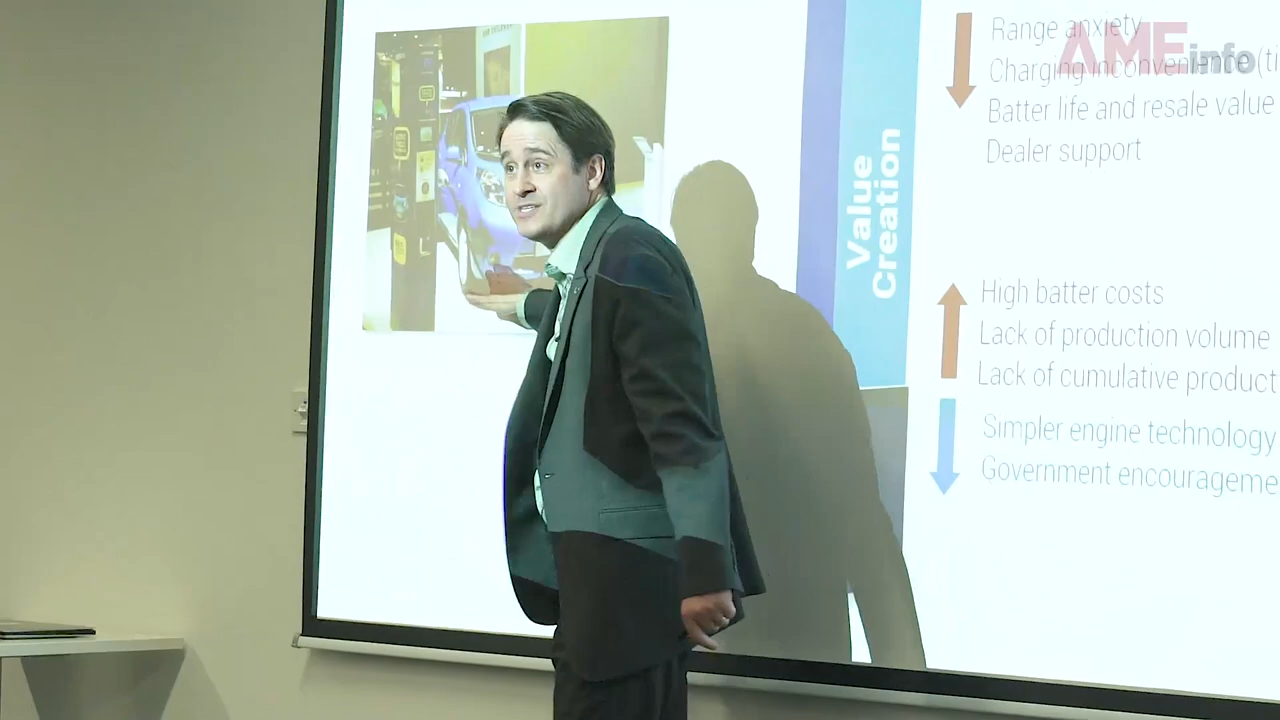 AMEinfo
Range anxiety
Charging inconvenience (ti
Batter life and resale value
Dealer support
Value
Creation
High batter costs
Lack of production volume
Lack of cumulative product
Simpler engine technology
Government encourageme